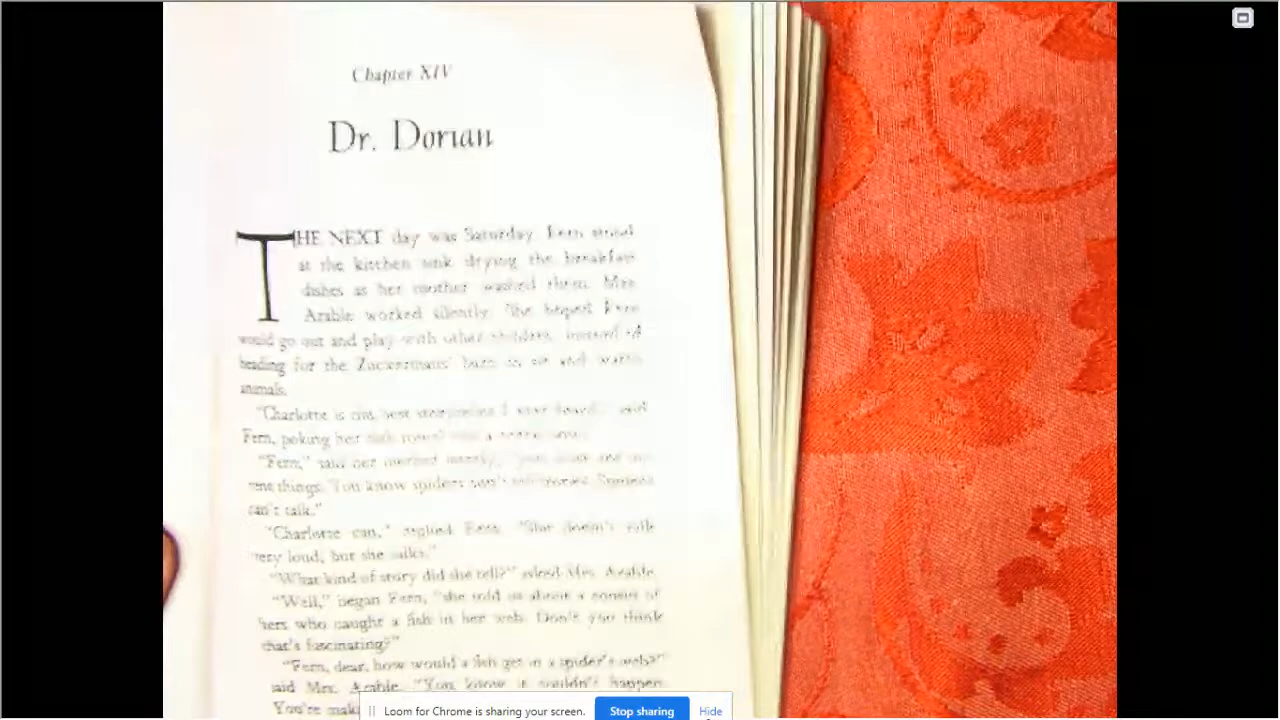 Chapter XIV
Dr. Dorian
THE NEXT day was Saturday. Fern stood
at the kitchen sink drying the breakfast
dishes as her mother washed them. Mrs.
Arable worked silently. She hoped Fern
would go out and play with other children, instead of
heading for the Zuckermans' barn to sit and watch
animals.
"Charlotte is the best storyteller I ever heard," said
Fern, poking her dish towel into a
"Fern," said her mother sternly, "you must not
things. You know spiders don't tell stories. Spiders
can't talk."
"Charlotte can," replied Fern. "She doesn't talk
very loud, but she talks."
"What kind of story did she tell?" asked Mrs. Arable.
"Well," began Fern, "she told us about a cousin of
hers who caught a fish in her web. Don't you think
that's fascinating?"
"Fern, dear, how would a fish get in a spider's web?"
said Mrs. Arable. "You know it couldn't happen.
You're
Loom for Chrome is sharing your screen.
Stop sharing
Hide